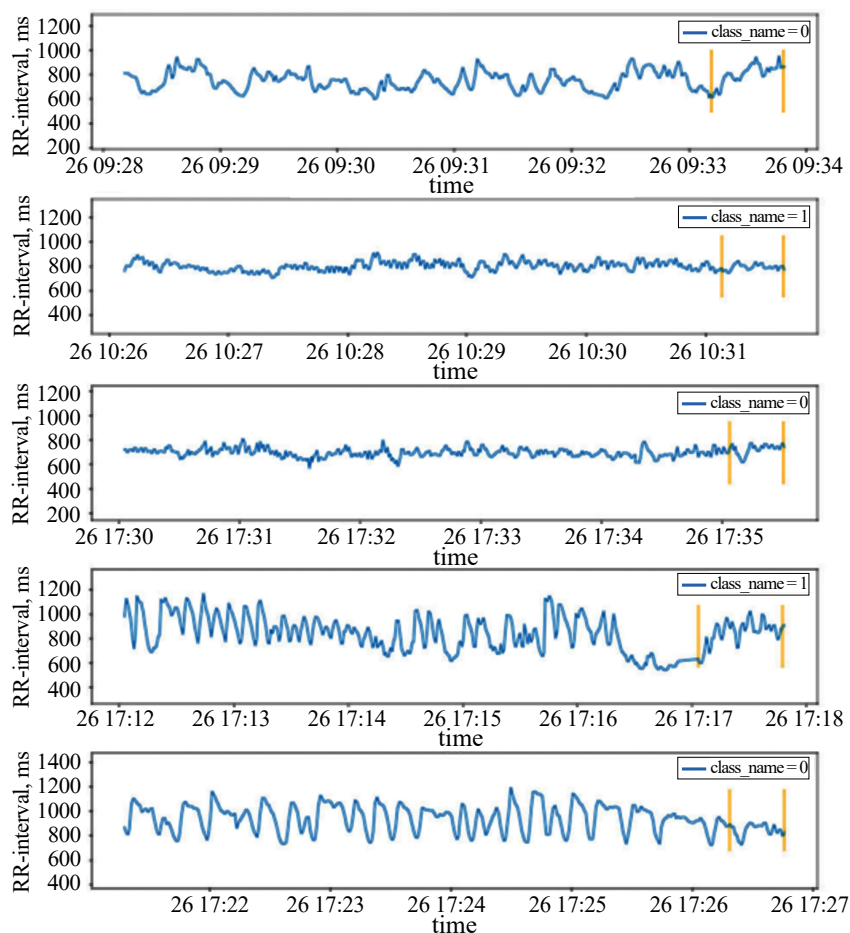 RR-interval, ms
1200
1000
800
600
400
200
class_name = 0
26 09:28 26 09:29 26 09:30 26 09:31 26 09:32 26 09:33 26 09:34
time
RR-interval, ms
1200
1000
800
600
400
class_name = 1
26 10:26 26 10:27 26 10:28 26 10:29 26 10:30 26 10:31
time
RR-interval, ms
1200
1000
800
600
400
200
class_name = 0
26 17:30 26 17:31 26 17:32 26 17:33 26 17:34 26 17:35
time
RR-interval, ms
1200
1000
800
600
400
class_name = 1
26 17:12 26 17:13 26 17:14 26 17:15 26 17:16 26 17:17 26 17:18
time
RR-interval, ms
1400
1200
1000
800
600
400
class_name = 0
26 17:22 26 17:23 26 17:24 26 17:25 26 17:26 26 17:27
time